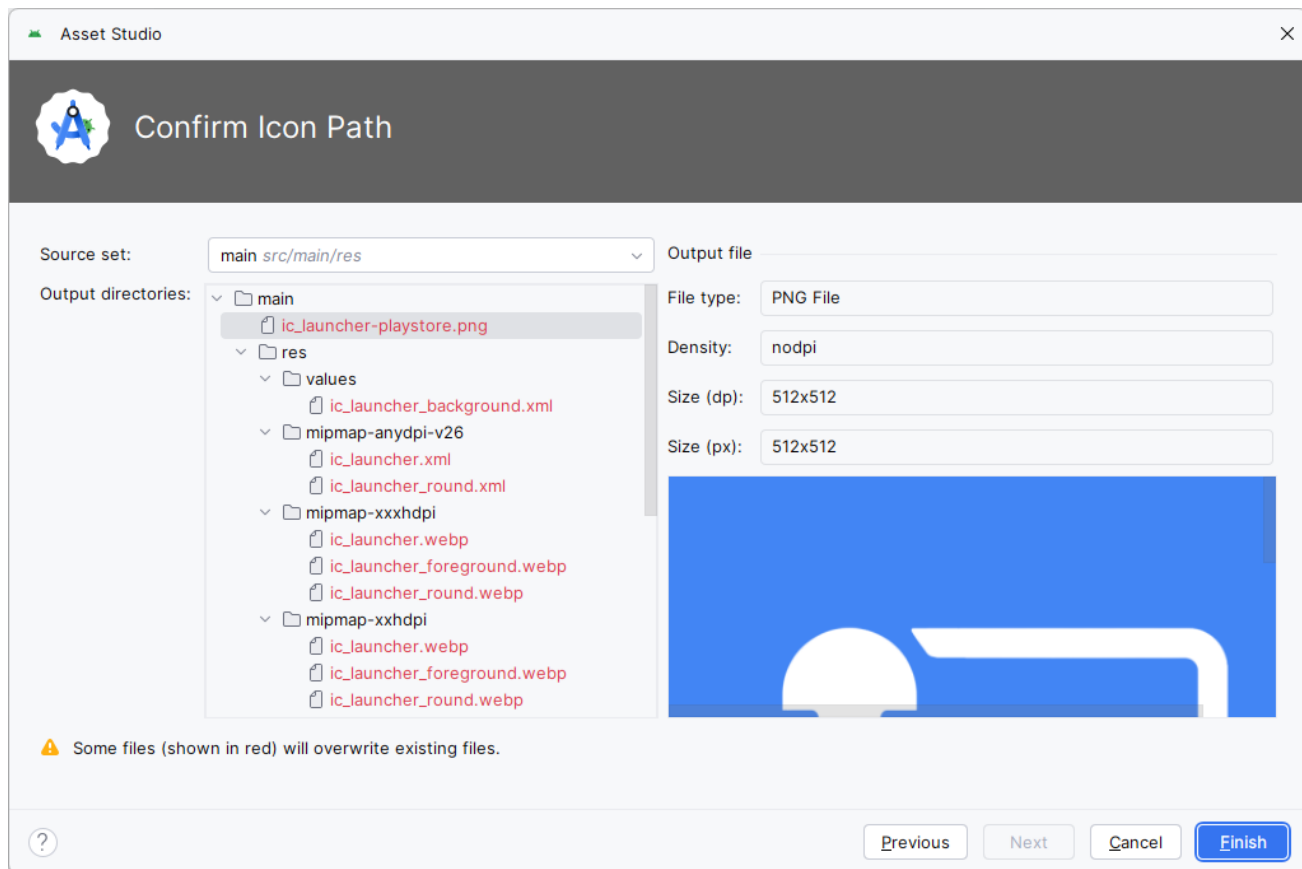 Asset Studio
Confirm Icon Path
Source set:
main src/main/res
Output directories:
main
ic_launcher-playstore.png
res
values
ic_launcher_background.xml
mipmap-anydpi-v26
ic_launcher.xml
ic_launcher_round.xml
mipmap-xxxhdpi
ic_launcher.webp
ic_launcher_foreground.webp
ic_launcher_round.webp
mipmap-xxhdpi
ic_launcher.webp
ic_launcher_foreground.webp
ic_launcher_round.webp
Output file
File type: PNG File
Density: nodpi
Size (dp): 512x512
Size (px): 512x512
Some files (shown in red) will overwrite existing files.
?
Previous Next Cancel Finish